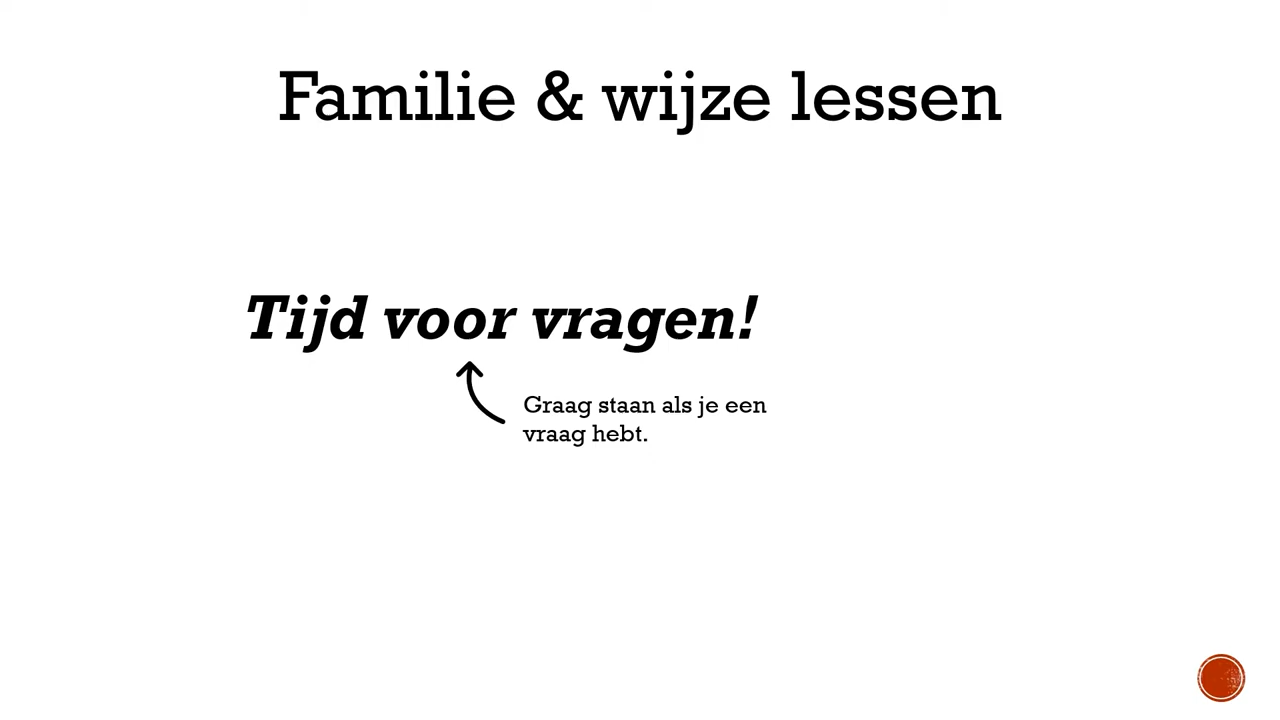 Familie & wijze lessen
Tijd voor vragen!
Graag staan als je een
vraag hebt.